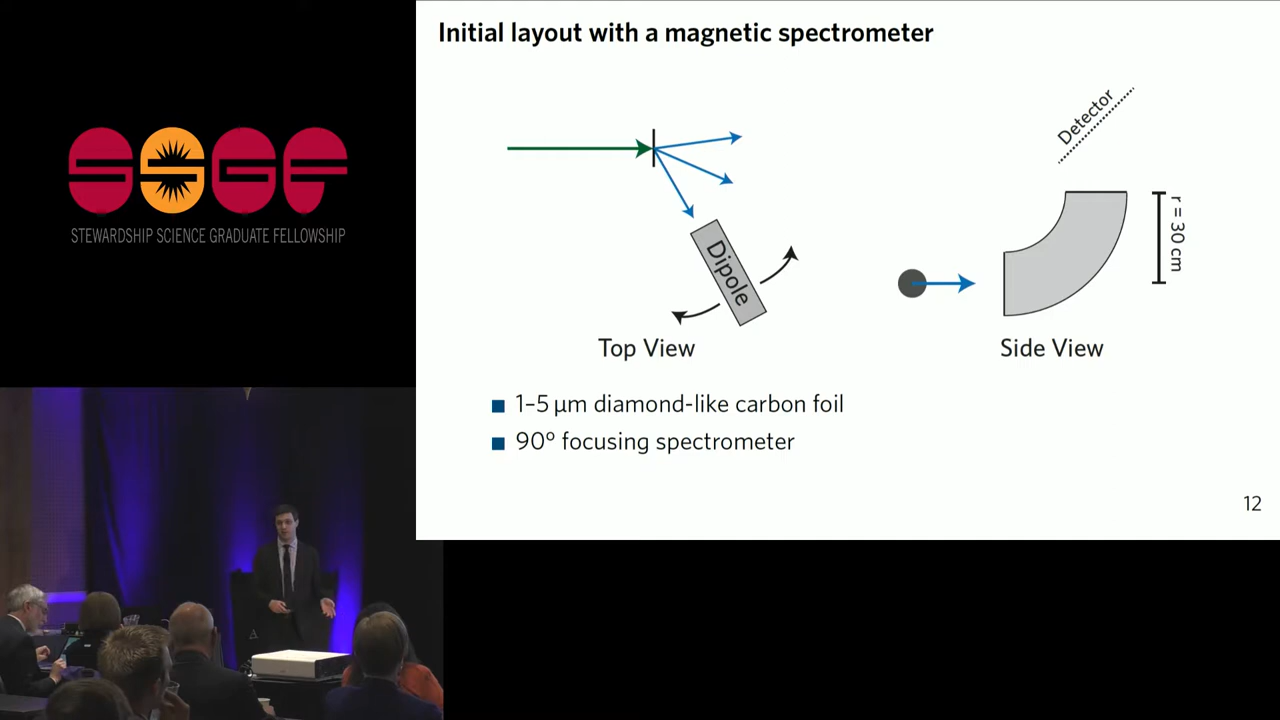 Initial layout with a magnetic spectrometer
SSGF
STEWARDSHIP SCIENCE GRADUATE FELLOWSHIP
Dipole
Top View
Detector
r = 30 cm
Side View
1–5 µm diamond-like carbon foil
90º focusing spectrometer
12